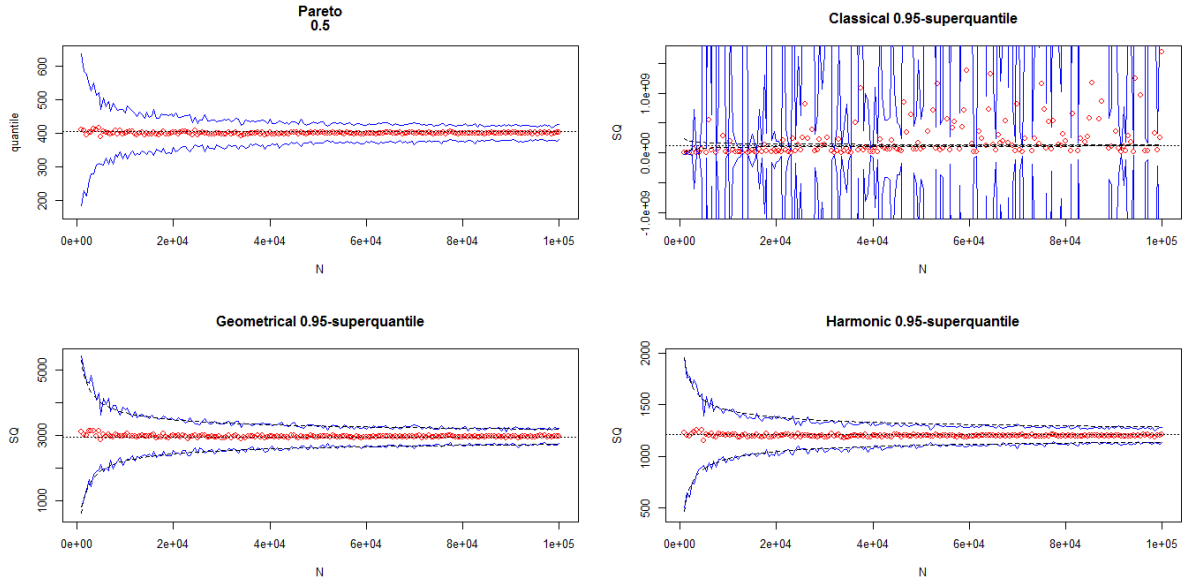 Pareto
0.5
quantile
600
500
400
300
200
0e+00 2e+04 4e+04 6e+04 8e+04 1e+05
N
Classical 0.95-superquantile
SQ
1.0e+09
0.0e+00
-1.0e+09
0e+00 2e+04 4e+04 6e+04 8e+04 1e+05
N
Geometrical 0.95-superquantile
SQ
5000
3000
1000
0e+00 2e+04 4e+04 6e+04 8e+04 1e+05
N
Harmonic 0.95-superquantile
SQ
2000
1500
1000
500
0e+00 2e+04 4e+04 6e+04 8e+04 1e+05
N